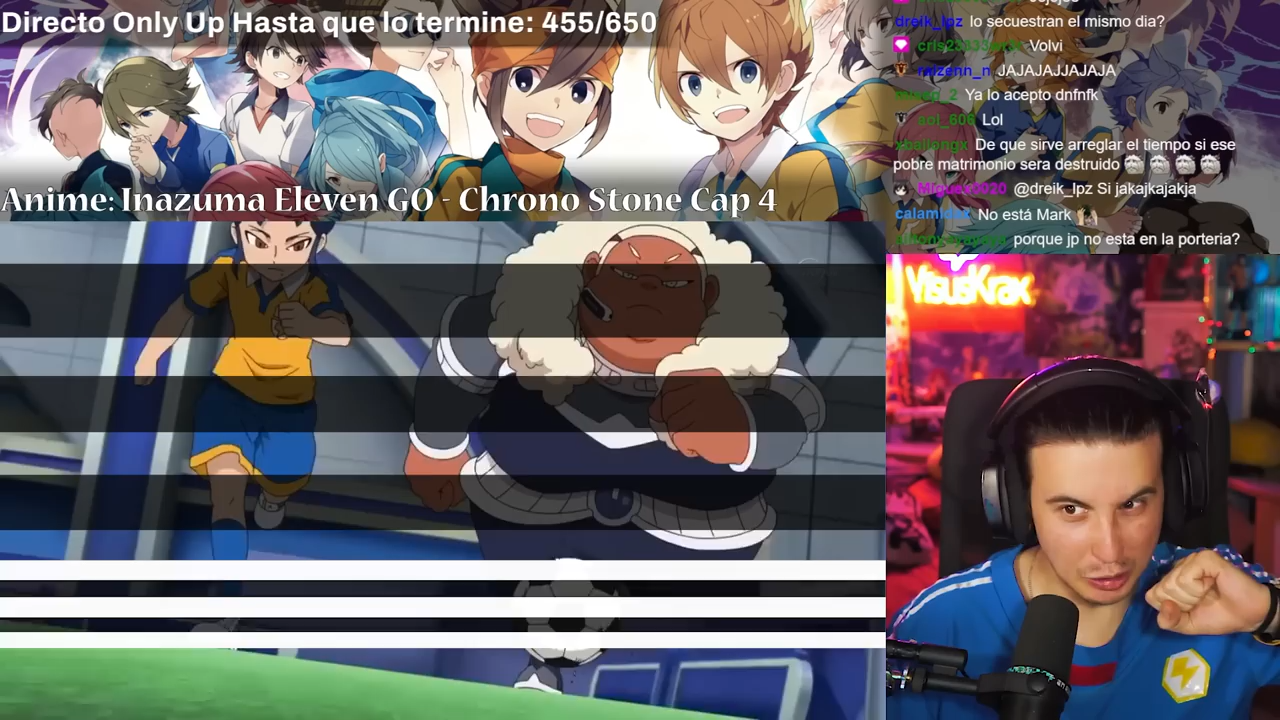 Directo Only Up Hasta que lo termine: 455/650
Anime: Inazuma Eleven GO - Chrono Stone Cap 4
dreik_lpz lo secuestran el mismo dia?
Volvi
JAJAJAJJAJAJA
Ya lo acepto dnfnfk
Lol
De que sirve arreglar el tiempo si ese
pobre matrimonio sera destruido
@dreik_lpz Si jakajkajakja
No está Mark
porque jp no esta en la porteria?
VisusKrax